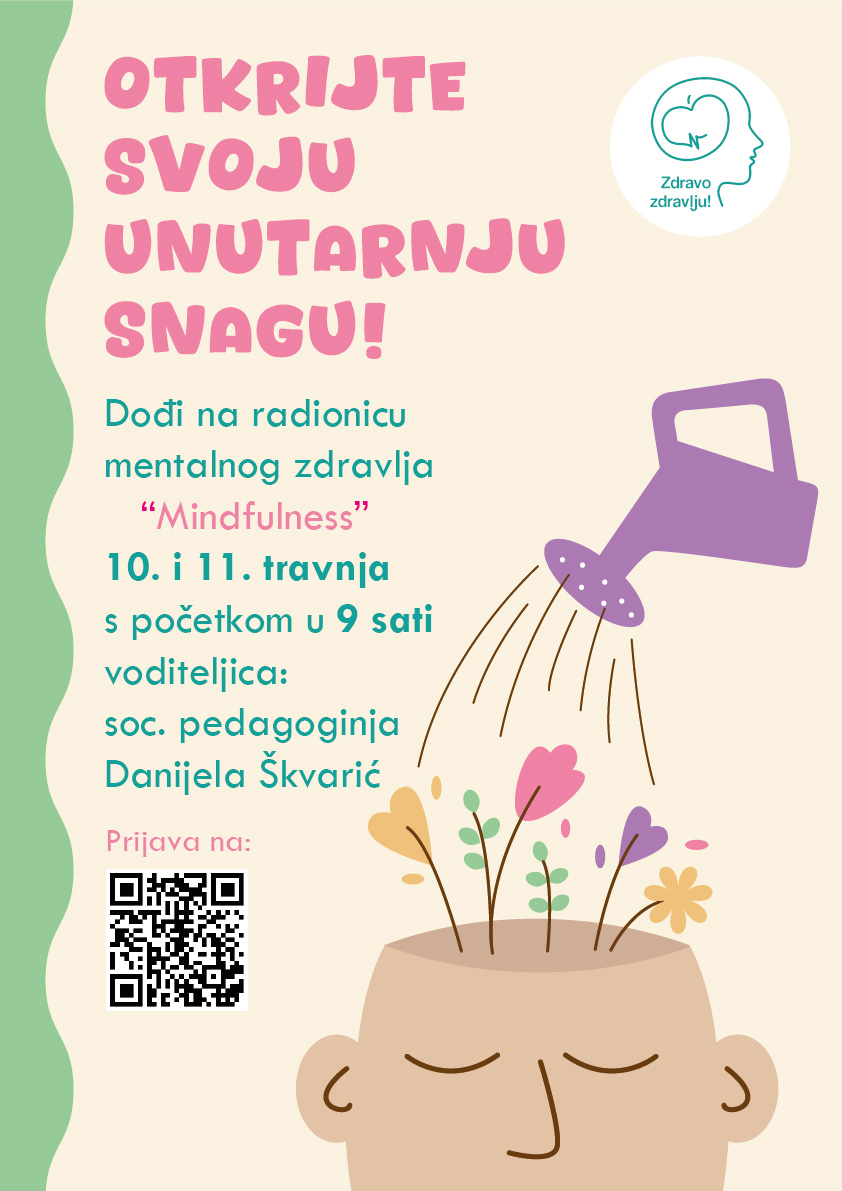 OTKRIJTE
SVOJU
UNUTARNJU
SNAGU!
Zdravo
zdravlju!
Dođi na radionicu
mentalnog zdravlja
“Mindfulness”
10. i 11. travnja
s početkom u 9 sati
voditeljica:
soc. pedagoginja
Danijela Škvarić
Prijava na: